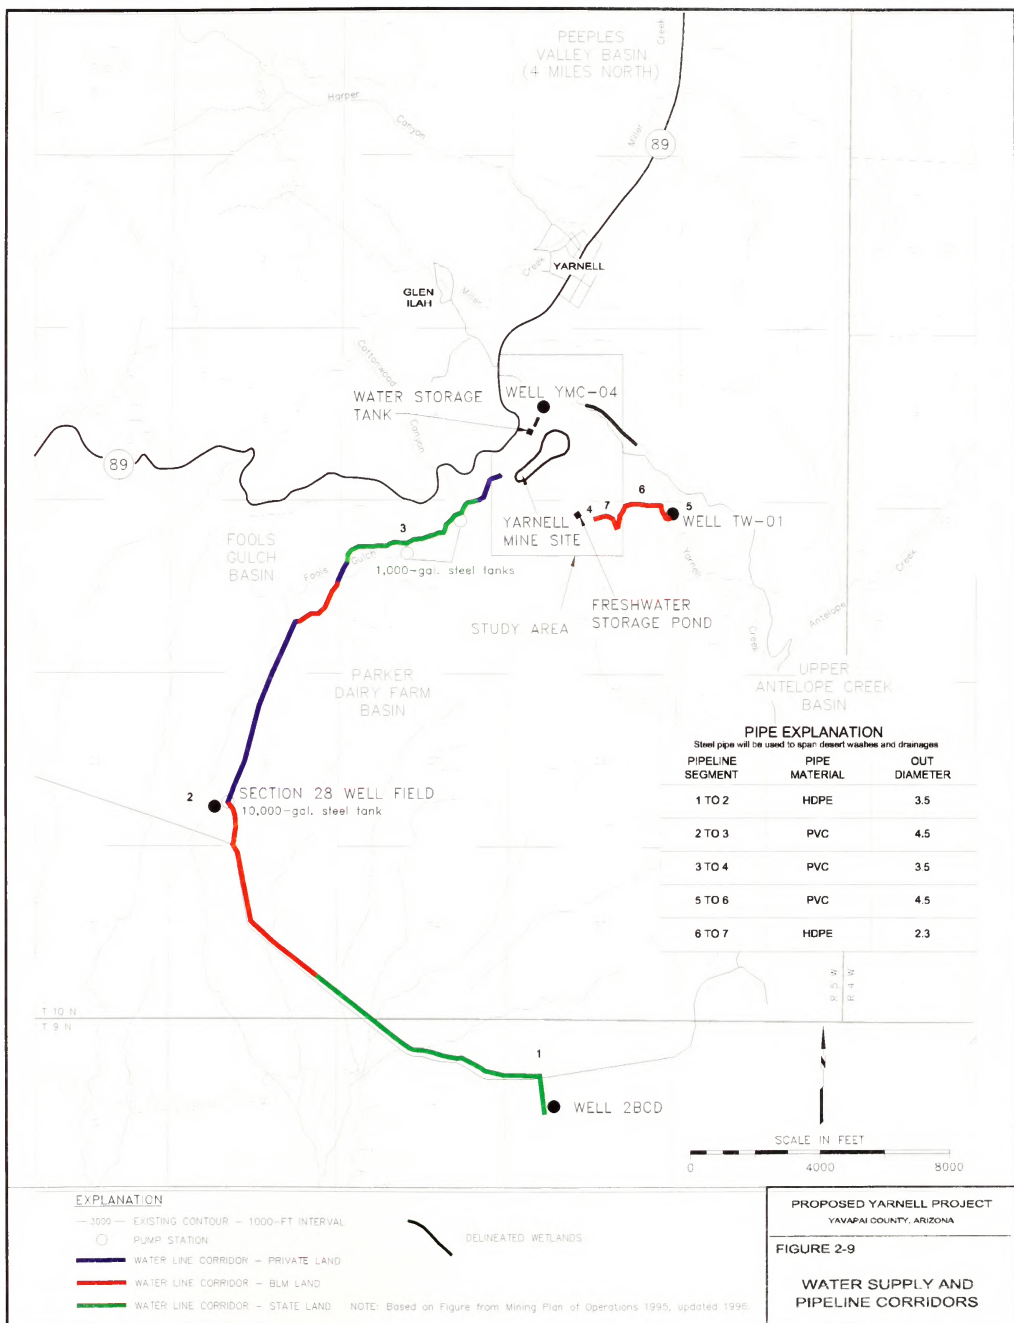 PEEPLES
VALLEY BASIN
(4 MILES NORTH)
Creek
Harper
Canyon
Miller
89
YARNELL
Creek
GLEN
ILAH
Miller
Cottonwood
Canyon
WATER STORAGE
TANK
WELL YMC-04
89
3
6
4
7
5
WELL TW-01
YARNELL
MINE SITE
FOOLS
GULCH
BASIN
Fools
Gulch
1,000-gal. steel tanks
Yarnell
Creek
Antelope
Creek
FRESHWATER
STORAGE POND
STUDY AREA
PARKER
DAIRY FARM
BASIN
UPPER
ANTELOPE CREEK
BASIN
PIPE EXPLANATION
Steel pipe will be used to span desert washes and drainages
PIPELINE SEGMENT PIPE MATERIAL OUT DIAMETER
1 TO 2 HDPE 3.5
2 TO 3 PVC 4.5
3 TO 4 PVC 3.5
5 TO 6 PVC 4.5
6 TO 7 HDPE 2.3
2
SECTION 28 WELL FIELD
10,000-gal. steel tank
R 5 W
R 4 W
T 10 N
T 9 N
1
WELL 2BCD
SCALE IN FEET
0 4000 8000
EXPLANATION
3000 EXISTING CONTOUR - 1000-FT INTERVAL
PUMP STATION
WATER LINE CORRIDOR - PRIVATE LAND
WATER LINE CORRIDOR - BLM LAND
WATER LINE CORRIDOR - STATE LAND
DELINEATED WETLANDS
NOTE: Based on Figure from Mining Plan of Operations 1995, updated 1996.
PROPOSED YARNELL PROJECT
YAVAPAI COUNTY, ARIZONA
FIGURE 2-9
WATER SUPPLY AND
PIPELINE CORRIDORS